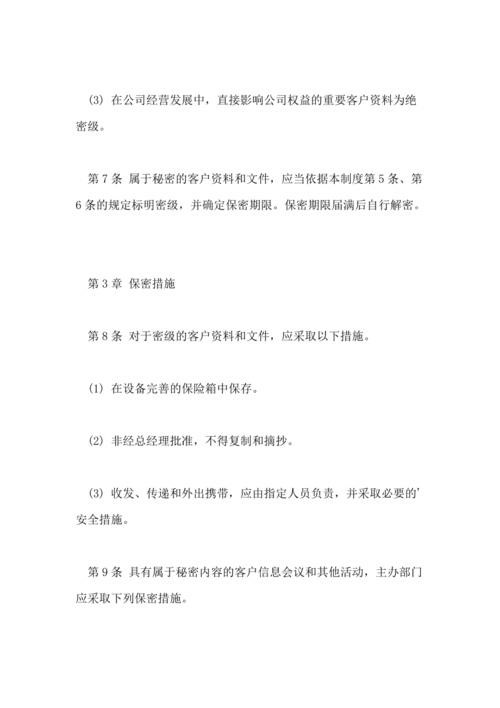 (3) 在公司经营发展中，直接影响公司权益的重要客户资料为绝
密级。
第7条 属于秘密的客户资料和文件，应当依据本制度第5条、第
6条的规定标明密级，并确定保密期限。保密期限届满后自行解密。
第3章 保密措施
第8条 对于密级的客户资料和文件，应采取以下措施。
(1) 在设备完善的保险箱中保存。
(2) 非经总经理批准，不得复制和摘抄。
(3) 收发、传递和外出携带，应由指定人员负责，并采取必要的'
安全措施。
第9条 具有属于秘密内容的客户信息会议和其他活动，主办部门
应采取下列保密措施。